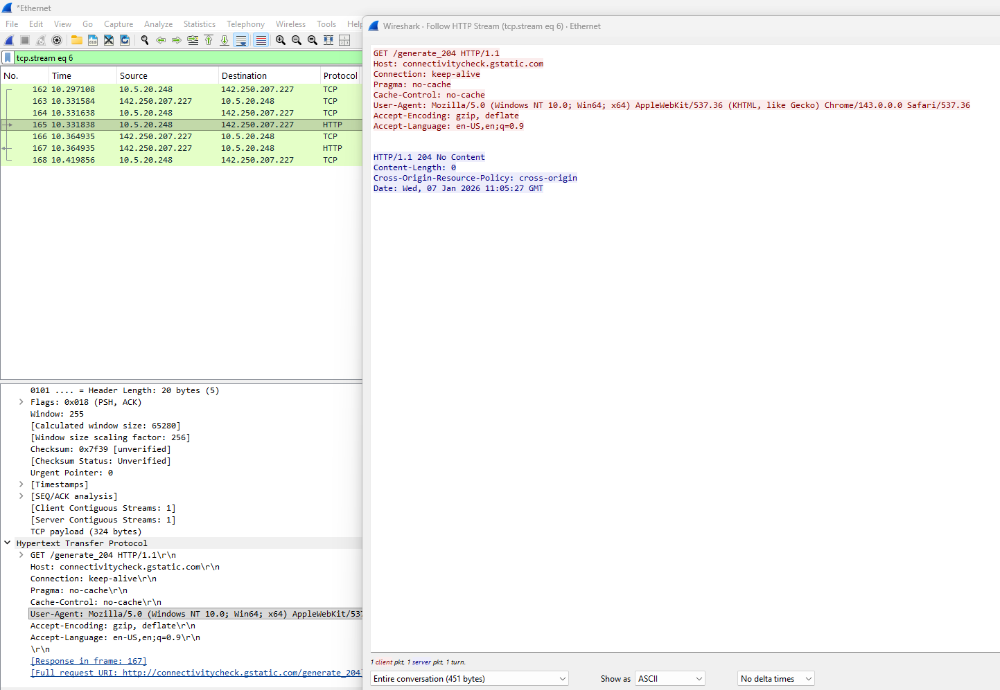 *Ethernet
File Edit View Go Capture Analyze Statistics Telephony Wireless Tools Help
tcp.stream eq 6
No. Time Source Destination Protocol
162 10.297108 10.5.20.248 142.250.207.227 TCP
163 10.331584 142.250.207.227 10.5.20.248 TCP
164 10.331638 10.5.20.248 142.250.207.227 TCP
165 10.331838 10.5.20.248 142.250.207.227 HTTP
166 10.364935 142.250.207.227 10.5.20.248 TCP
167 10.364935 142.250.207.227 10.5.20.248 HTTP
168 10.419856 10.5.20.248 142.250.207.227 TCP
0101 .... = Header Length: 20 bytes (5)
Flags: 0x018 (PSH, ACK)
Window: 255
[Calculated window size: 65280]
[Window size scaling factor: 256]
Checksum: 0x7f39 [unverified]
[Checksum Status: Unverified]
Urgent Pointer: 0
[Timestamps]
[SEQ/ACK analysis]
[Client Contiguous Streams: 1]
[Server Contiguous Streams: 1]
TCP payload (324 bytes)
Hypertext Transfer Protocol
GET /generate_204 HTTP/1.1\r\n
Host: connectivitycheck.gstatic.com\r\n
Connection: keep-alive\r\n
Pragma: no-cache\r\n
Cache-Control: no-cache\r\n
User-Agent: Mozilla/5.0 (Windows NT 10.0; Win64; x64) AppleWebKit/537
Accept-Encoding: gzip, deflate\r\n
Accept-Language: en-US,en;q=0.9\r\n
\r\n
[Response in frame: 167]
[Full request URI: http://connectivitycheck.gstatic.com/generate_204]
Wireshark · Follow HTTP Stream (tcp.stream eq 6) · Ethernet
GET /generate_204 HTTP/1.1
Host: connectivitycheck.gstatic.com
Connection: keep-alive
Pragma: no-cache
Cache-Control: no-cache
User-Agent: Mozilla/5.0 (Windows NT 10.0; Win64; x64) AppleWebKit/537.36 (KHTML, like Gecko) Chrome/143.0.0.0 Safari/537.36
Accept-Encoding: gzip, deflate
Accept-Language: en-US,en;q=0.9
HTTP/1.1 204 No Content
Content-Length: 0
Cross-Origin-Resource-Policy: cross-origin
Date: Wed, 07 Jan 2026 11:05:27 GMT
1 client pkt, 1 server pkt, 1 turn.
Entire conversation (451 bytes) Show as ASCII No delta times